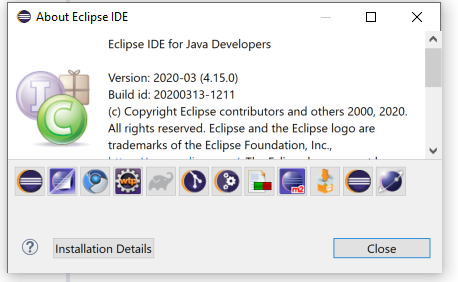 About Eclipse IDE
Eclipse IDE for Java Developers
Version: 2020-03 (4.15.0)
Build id: 20200313-1211
(c) Copyright Eclipse contributors and others 2000, 2020.
All rights reserved. Eclipse and the Eclipse logo are
trademarks of the Eclipse Foundation, Inc.,
I
C
wtp
m2
?
Installation Details
Close